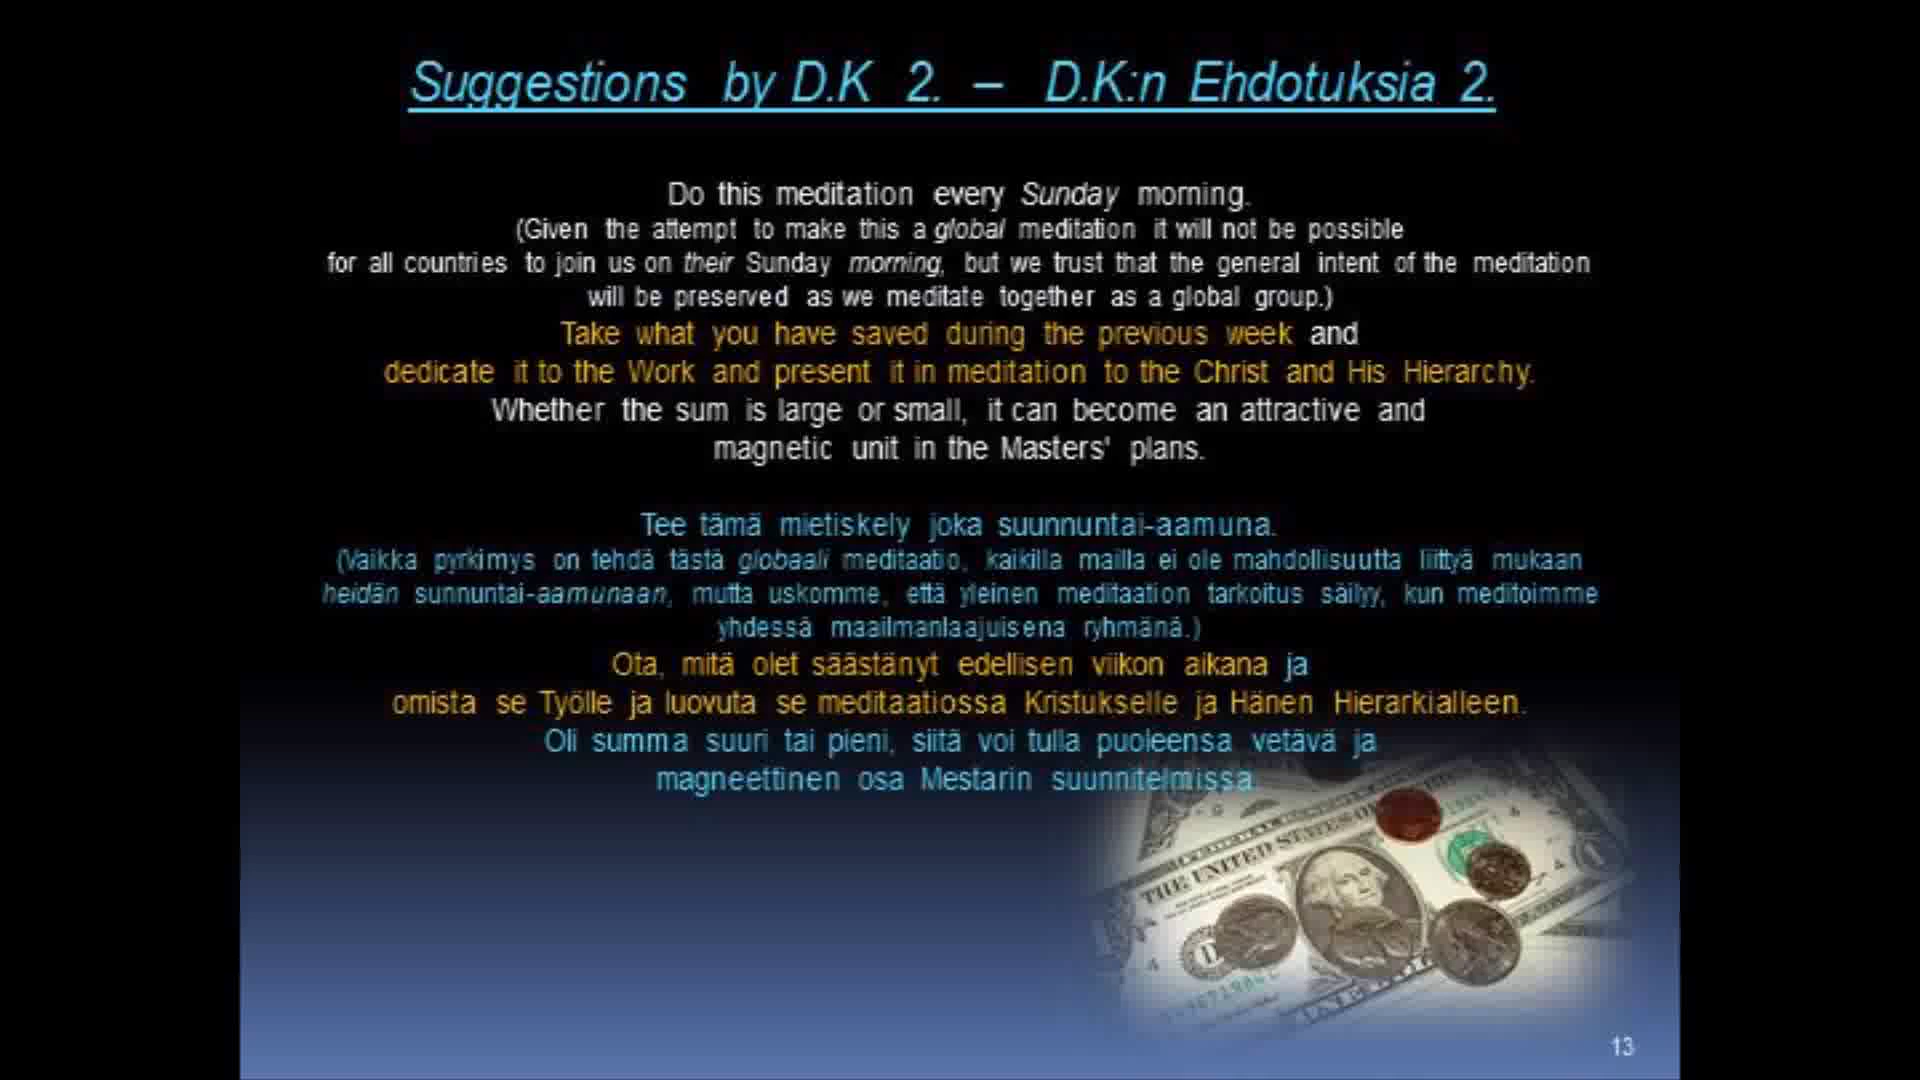 Suggestions by D.K 2. – D.K:n Ehdotuksia 2.
Do this meditation every Sunday morning.
(Given the attempt to make this a global meditation it will not be possible
for all countries to join us on their Sunday morning, but we trust that the general intent of the meditation
will be preserved as we meditate together as a global group.)
Take what you have saved during the previous week and
dedicate it to the Work and present it in meditation to the Christ and His Hierarchy.
Whether the sum is large or small, it can become an attractive and
magnetic unit in the Masters' plans.
Tee tämä mietiskely joka suunnuntai-aamuna.
(Vaikka pyrkimys on tehdä tästä globaali meditaatio, kaikilla mailla ei ole mahdollisuutta liittyä mukaan
heidän sunnuntai-aamunaan, mutta uskomme, että yleinen meditaation tarkoitus säilyy, kun meditoimme
yhdessä maailmanlaajuisena ryhmänä.)
Ota, mitä olet säästänyt edellisen viikon aikana ja
omista se Työlle ja luovuta se meditaatiossa Kristukselle ja Hänen Hierarkialleen.
Oli summa suuri tai pieni, siitä voi tulla puoleensa vetävä ja
magneettinen osa Mestarin suunnitelmissa.
THE UNITED STATES OF
13